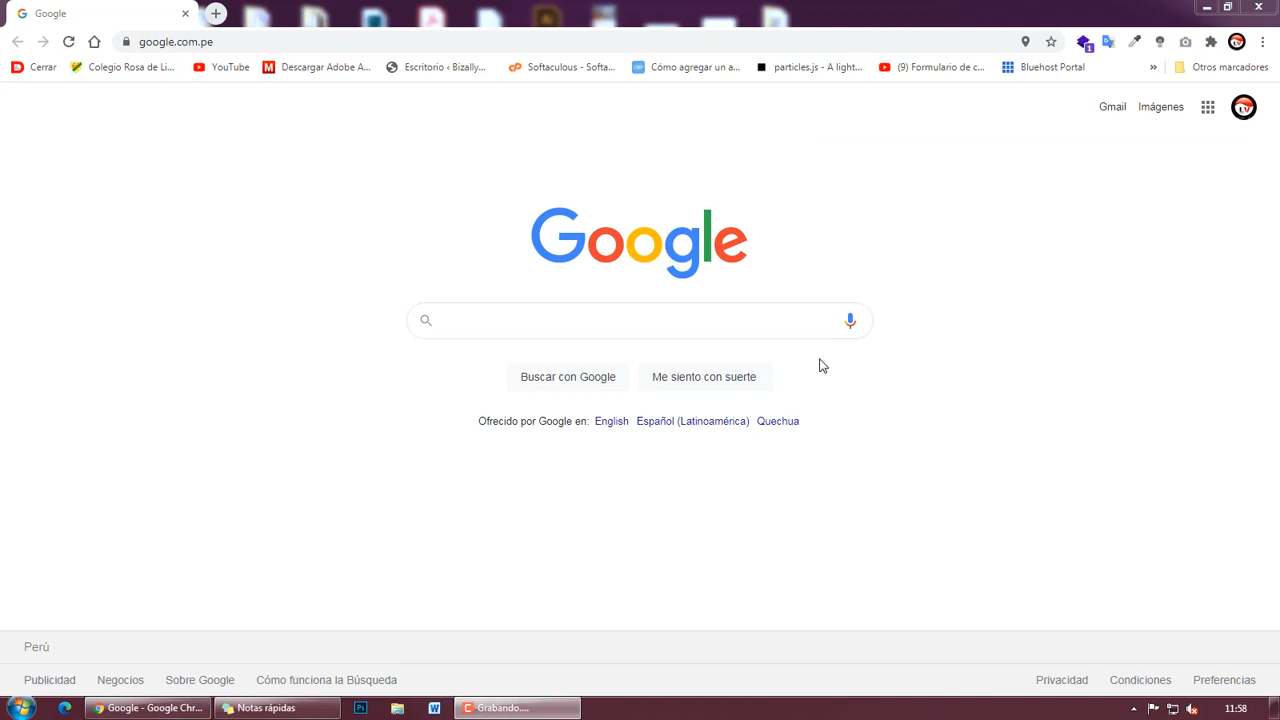 Google
google.com.pe
Cerrar
Colegio Rosa de Li...
YouTube
Descargar Adobe A...
Escritorio ‹ Bizally...
Softaculous - Softa...
Cómo agregar un a...
particles.js - A light...
(9) Formulario de c...
Bluehost Portal
»
Otros marcadores
Gmail
Imágenes
Google
Buscar con Google
Me siento con suerte
Ofrecido por Google en: English Español (Latinoamérica) Quechua
Perú
Publicidad
Negocios
Sobre Google
Cómo funciona la Búsqueda
Privacidad
Condiciones
Preferencias
Google - Google Chr...
Notas rápidas
Grabando....
11:58